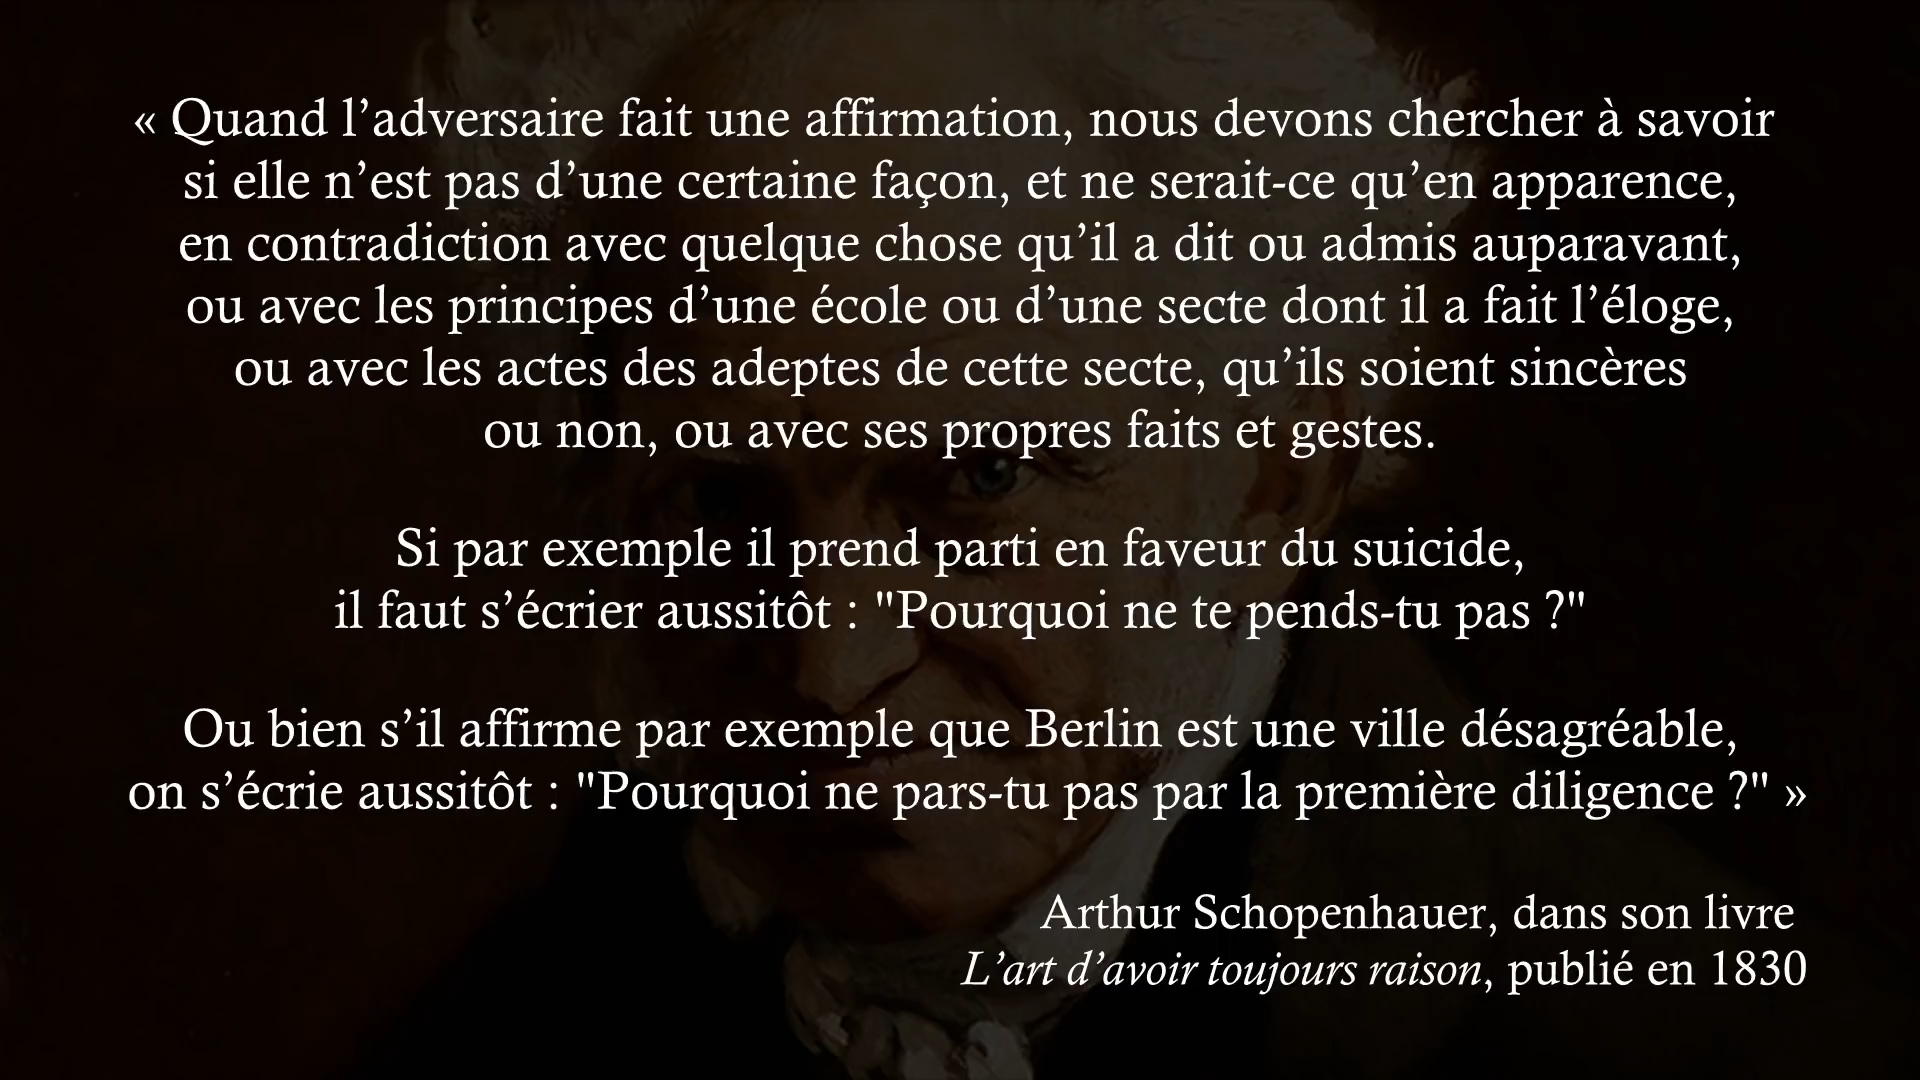 « Quand l’adversaire fait une affirmation, nous devons chercher à savoir
si elle n’est pas d’une certaine façon, et ne serait-ce qu’en apparence,
en contradiction avec quelque chose qu’il a dit ou admis auparavant,
ou avec les principes d’une école ou d’une secte dont il a fait l’éloge,
ou avec les actes des adeptes de cette secte, qu’ils soient sincères
ou non, ou avec ses propres faits et gestes.
Si par exemple il prend parti en faveur du suicide,
il faut s’écrier aussitôt : "Pourquoi ne te pends-tu pas ?"
Ou bien s’il affirme par exemple que Berlin est une ville désagréable,
on s’écrie aussitôt : "Pourquoi ne pars-tu pas par la première diligence ?" »
Arthur Schopenhauer, dans son livre
L’art d’avoir toujours raison, publié en 1830